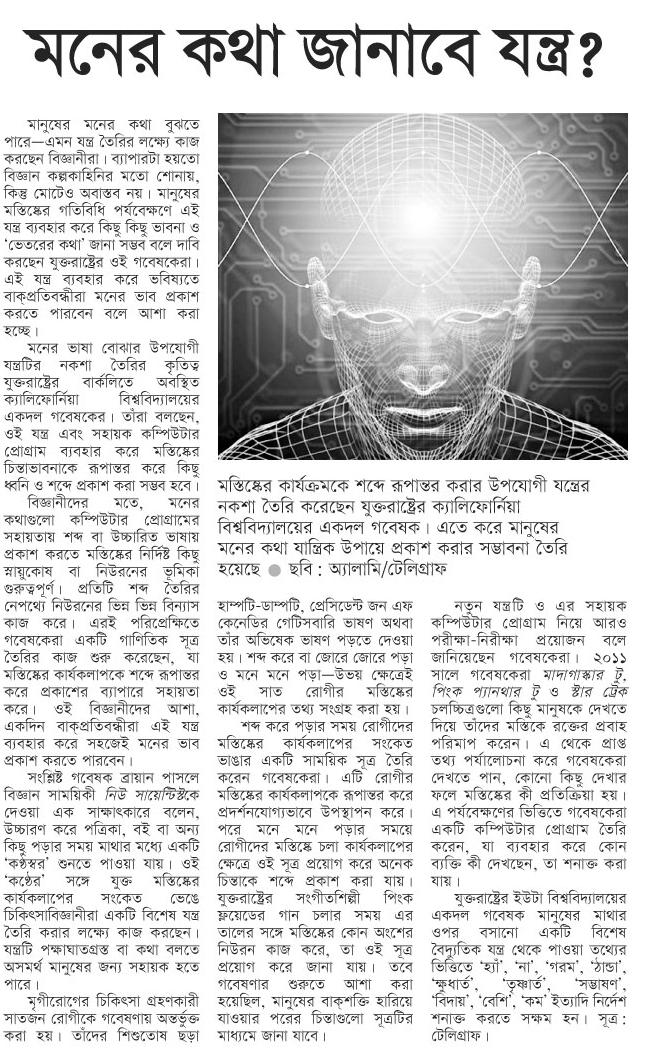 মনের কথা জানাবে যন্ত্র?
মানুষের মনের কথা বুঝতে
পারে—এমন যন্ত্র তৈরির লক্ষ্যে কাজ
করছেন বিজ্ঞানীরা। ব্যাপারটা হয়তো
বিজ্ঞান কল্পকাহিনির মতো শোনায়,
কিন্তু মোটেও অবাস্তব নয়। মানুষের
মস্তিষ্কের গতিবিধি পর্যবেক্ষণে এই
যন্ত্র ব্যবহার করে কিছু কিছু ভাবনা ও
‘ভেতরের কথা’ জানা সম্ভব বলে দাবি
করছেন যুক্তরাষ্ট্রের ওই গবেষকেরা।
এই যন্ত্র ব্যবহার করে ভবিষ্যতে
বাক্‌প্রতিবন্ধীরা মনের ভাব প্রকাশ
করতে পারবেন বলে আশা করা
হচ্ছে।
মনের ভাষা বোঝার উপযোগী
যন্ত্রটির নকশা তৈরির কৃতিত্ব
যুক্তরাষ্ট্রের বার্কলিতে অবস্থিত
ক্যালিফোর্নিয়া বিশ্ববিদ্যালয়ের
একদল গবেষকের। তাঁরা বলছেন,
ওই যন্ত্র এবং সহায়ক কম্পিউটার
প্রোগ্রাম ব্যবহার করে মস্তিষ্কের
চিন্তাভাবনাকে রূপান্তর করে কিছু
ধ্বনি ও শব্দে প্রকাশ করা সম্ভব হবে।
বিজ্ঞানীদের মতে, মনের
কথাগুলো কম্পিউটার প্রোগ্রামের
সহায়তায় শব্দ বা উচ্চারিত ভাষায়
প্রকাশ করতে মস্তিষ্কের নির্দিষ্ট কিছু
স্নায়ুকোষ বা নিউরনের ভূমিকা
গুরুত্বপূর্ণ। প্রতিটি শব্দ তৈরির
নেপথ্যে নিউরনের ভিন্ন ভিন্ন বিন্যাস
কাজ করে। এরই পরিপ্রেক্ষিতে
গবেষকেরা একটি গাণিতিক সূত্র
তৈরির কাজ শুরু করেছেন, যা
মস্তিষ্কের কার্যকলাপকে শব্দে রূপান্তর
করে প্রকাশের ব্যাপারে সহায়তা
করে। ওই বিজ্ঞানীদের আশা,
একদিন বাক্‌প্রতিবন্ধীরা এই যন্ত্র
ব্যবহার করে সহজেই মনের ভাব
প্রকাশ করতে পারবেন।
সংশ্লিষ্ট গবেষক ব্রায়ান পাসলে
বিজ্ঞান সাময়িকী নিউ সায়েন্টিস্টকে
দেওয়া এক সাক্ষাৎকারে বলেন,
উচ্চারণ করে পত্রিকা, বই বা অন্য
কিছু পড়ার সময় মাথার মধ্যে একটি
‘কণ্ঠস্বর’ শুনতে পাওয়া যায়। ওই
‘কণ্ঠের’ সঙ্গে যুক্ত মস্তিষ্কের
কার্যকলাপের সংকেত ভেঙে
চিকিৎসাবিজ্ঞানীরা একটি বিশেষ যন্ত্র
তৈরি করার লক্ষ্যে কাজ করছেন।
যন্ত্রটি পক্ষাঘাতগ্রস্ত বা কথা বলতে
অসমর্থ মানুষের জন্য সহায়ক হতে
পারে।
মৃগীরোগের চিকিৎসা গ্রহণকারী
সাতজন রোগীকে গবেষণায় অন্তর্ভুক্ত
করা হয়। তাঁদের শিশুতোষ ছড়া
মস্তিষ্কের কার্যক্রমকে শব্দে রূপান্তর করার উপযোগী যন্ত্রের
নকশা তৈরি করেছেন যুক্তরাষ্ট্রের ক্যালিফোর্নিয়া
বিশ্ববিদ্যালয়ের একদল গবেষক। এতে করে মানুষের
মনের কথা যান্ত্রিক উপায়ে প্রকাশ করার সম্ভাবনা তৈরি
হয়েছে ● ছবি : অ্যালামি/টেলিগ্রাফ
হাম্পটি-ডাম্পটি, প্রেসিডেন্ট জন এফ
কেনেডির গেটিসবারি ভাষণ অথবা
তাঁর অভিষেক ভাষণ পড়তে দেওয়া
হয়। শব্দ করে বা জোরে জোরে পড়া
ও মনে মনে পড়া—উভয় ক্ষেত্রেই
ওই সাত রোগীর মস্তিষ্কের
কার্যকলাপের তথ্য সংগ্রহ করা হয়।
শব্দ করে পড়ার সময় রোগীদের
মস্তিষ্কের কার্যকলাপের সংকেত
ভাঙার একটি সাময়িক সূত্র তৈরি
করেন গবেষকেরা। এটি রোগীর
মস্তিষ্কের কার্যকলাপকে রূপান্তর করে
প্রদর্শনযোগ্যভাবে উপস্থাপন করে।
পরে মনে মনে পড়ার সময়ে
রোগীদের মস্তিষ্কে চলা কার্যকলাপের
ক্ষেত্রে ওই সূত্র প্রয়োগ করে অনেক
চিন্তাকে শব্দে প্রকাশ করা যায়।
যুক্তরাষ্ট্রের সংগীতশিল্পী পিংক
ফ্লয়েডের গান চলার সময় এর
তালের সঙ্গে মস্তিষ্কের কোন অংশের
নিউরন কাজ করে, তা ওই সূত্র
প্রয়োগ করে জানা যায়। তবে
গবেষণার শুরুতে আশা করা
হয়েছিল, মানুষের বাক্‌শক্তি হারিয়ে
যাওয়ার পরের চিন্তাগুলো সূত্রটির
মাধ্যমে জানা যাবে।
নতুন যন্ত্রটি ও এর সহায়ক
কম্পিউটার প্রোগ্রাম নিয়ে আরও
পরীক্ষা-নিরীক্ষা প্রয়োজন বলে
জানিয়েছেন গবেষকেরা। ২০১১
সালে গবেষকেরা মাদাগাস্কার টু,
পিংক প্যানথার টু ও স্টার ট্রেক
চলচ্চিত্রগুলো কিছু মানুষকে দেখতে
দিয়ে তাঁদের মস্তিষ্কে রক্তের প্রবাহ
পরিমাপ করেন। এ থেকে প্রাপ্ত
তথ্য পর্যালোচনা করে গবেষকেরা
দেখতে পান, কোনো কিছু দেখার
ফলে মস্তিষ্কের কী প্রতিক্রিয়া হয়।
এ পর্যবেক্ষণের ভিত্তিতে গবেষকেরা
একটি কম্পিউটার প্রোগ্রাম তৈরি
করেন, যা ব্যবহার করে কোন
ব্যক্তি কী দেখছেন, তা শনাক্ত করা
যায়।
যুক্তরাষ্ট্রের ইউটা বিশ্ববিদ্যালয়ের
একদল গবেষক মানুষের মাথার
ওপর বসানো একটি বিশেষ
বৈদ্যুতিক যন্ত্র থেকে পাওয়া তথ্যের
ভিত্তিতে ‘হ্যাঁ’, ‘না’, ‘গরম’, ‘ঠান্ডা’,
‘ক্ষুধার্ত’, ‘তৃষ্ণার্ত’, ‘সম্ভাষণ’,
‘বিদায়’, ‘বেশি’, ‘কম’ ইত্যাদি নির্দেশ
শনাক্ত করতে সক্ষম হন। সূত্র :
টেলিগ্রাফ।